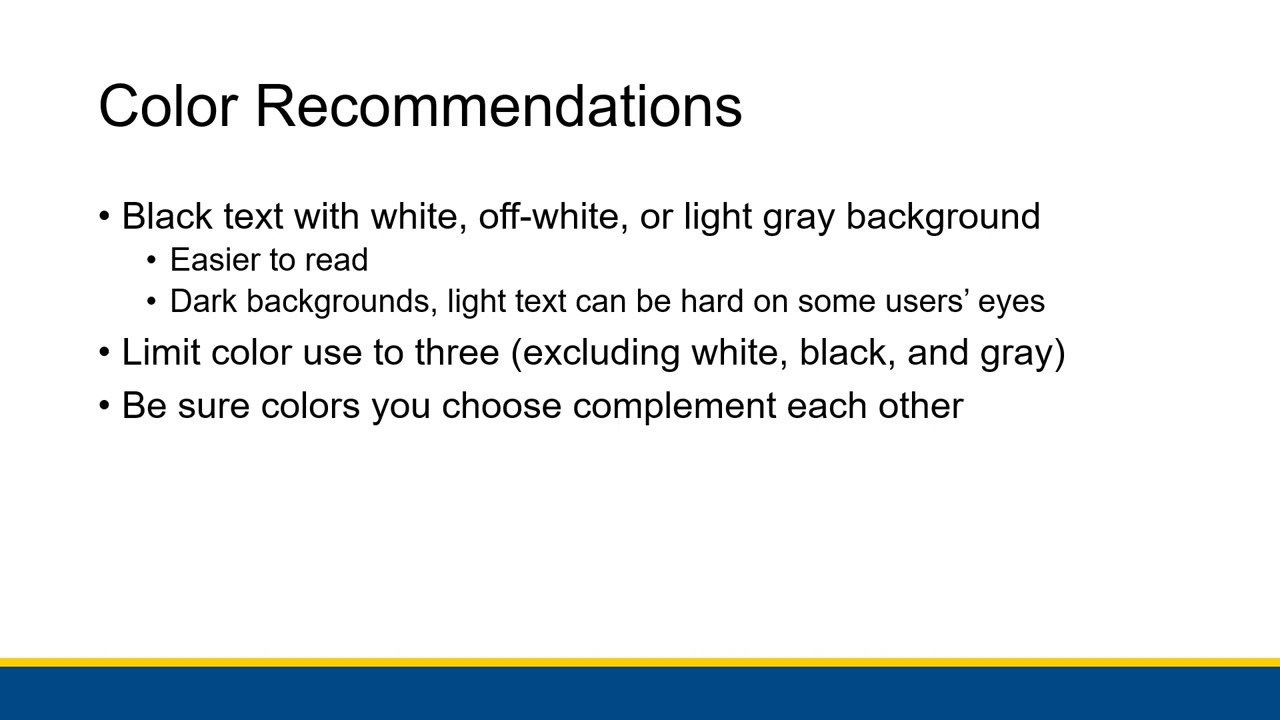 Color Recommendations
• Black text with white, off-white, or light gray background
• Easier to read
• Dark backgrounds, light text can be hard on some users’ eyes
• Limit color use to three (excluding white, black, and gray)
• Be sure colors you choose complement each other